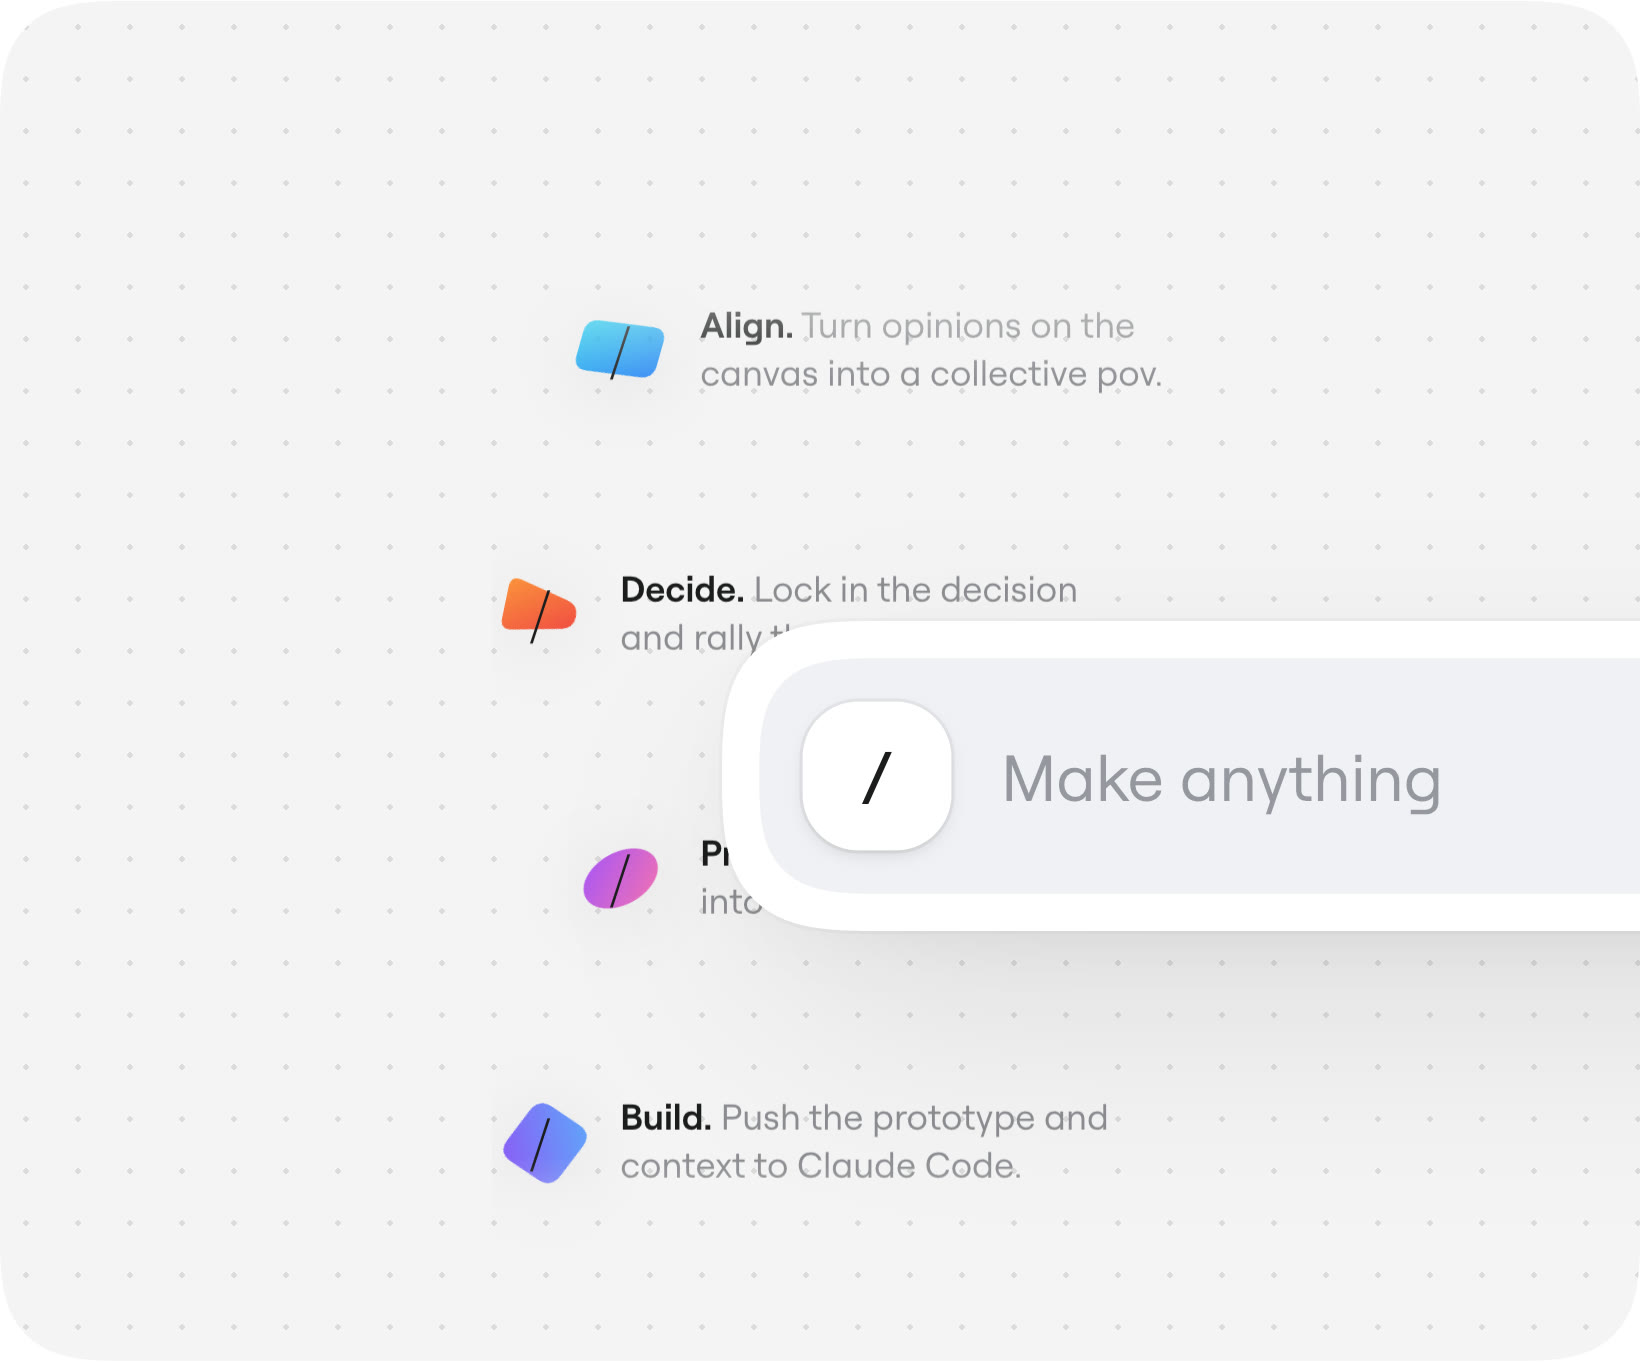 Align. Turn opinions on the
canvas into a collective pov.
Decide. Lock in the decision
and rally
/ Make anything
into
Build. Push the prototype and
context to Claude Code.